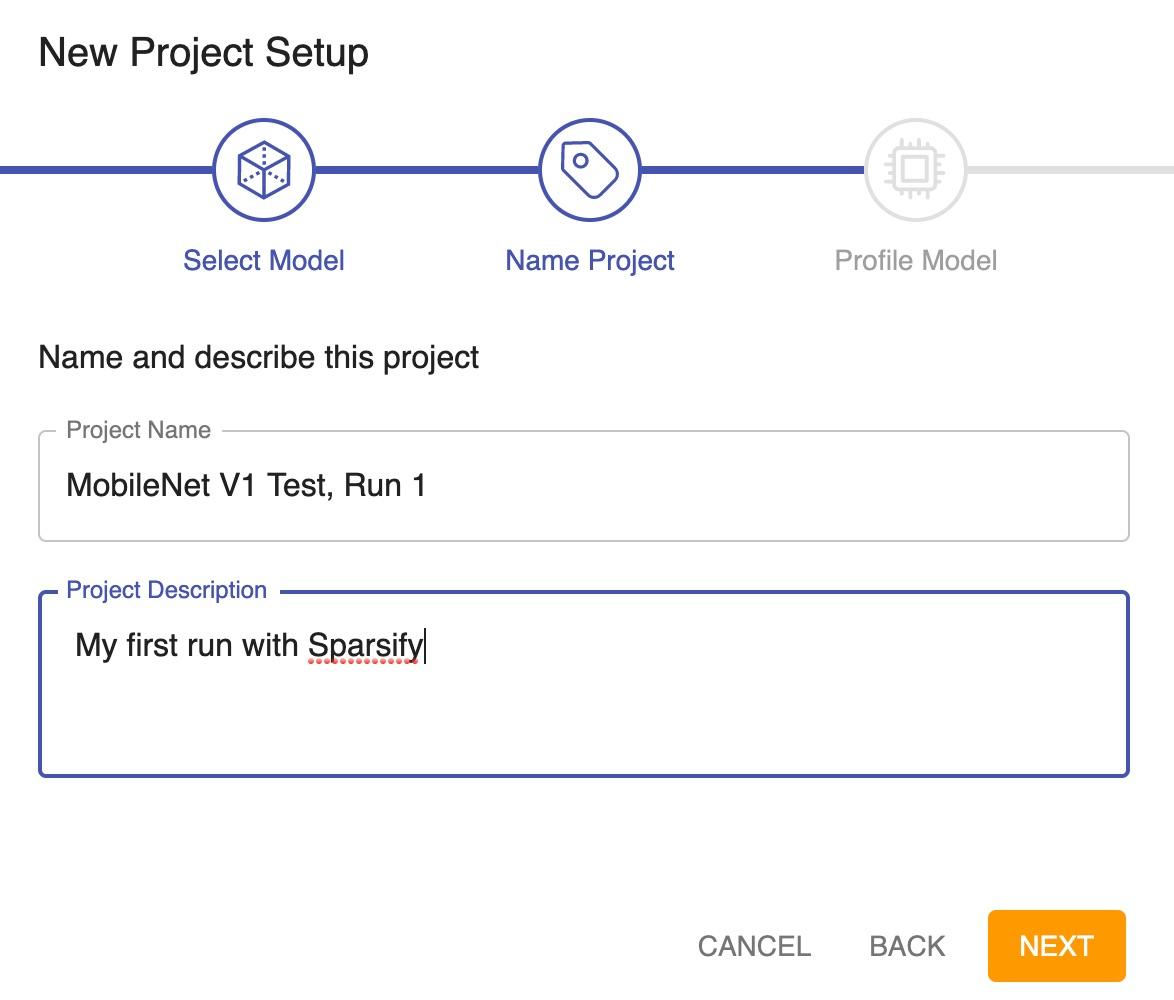 New Project Setup
Select Model
Name Project
Profile Model
Name and describe this project
Project Name
MobileNet V1 Test, Run 1
Project Description
My first run with Sparsify
CANCEL
BACK
NEXT